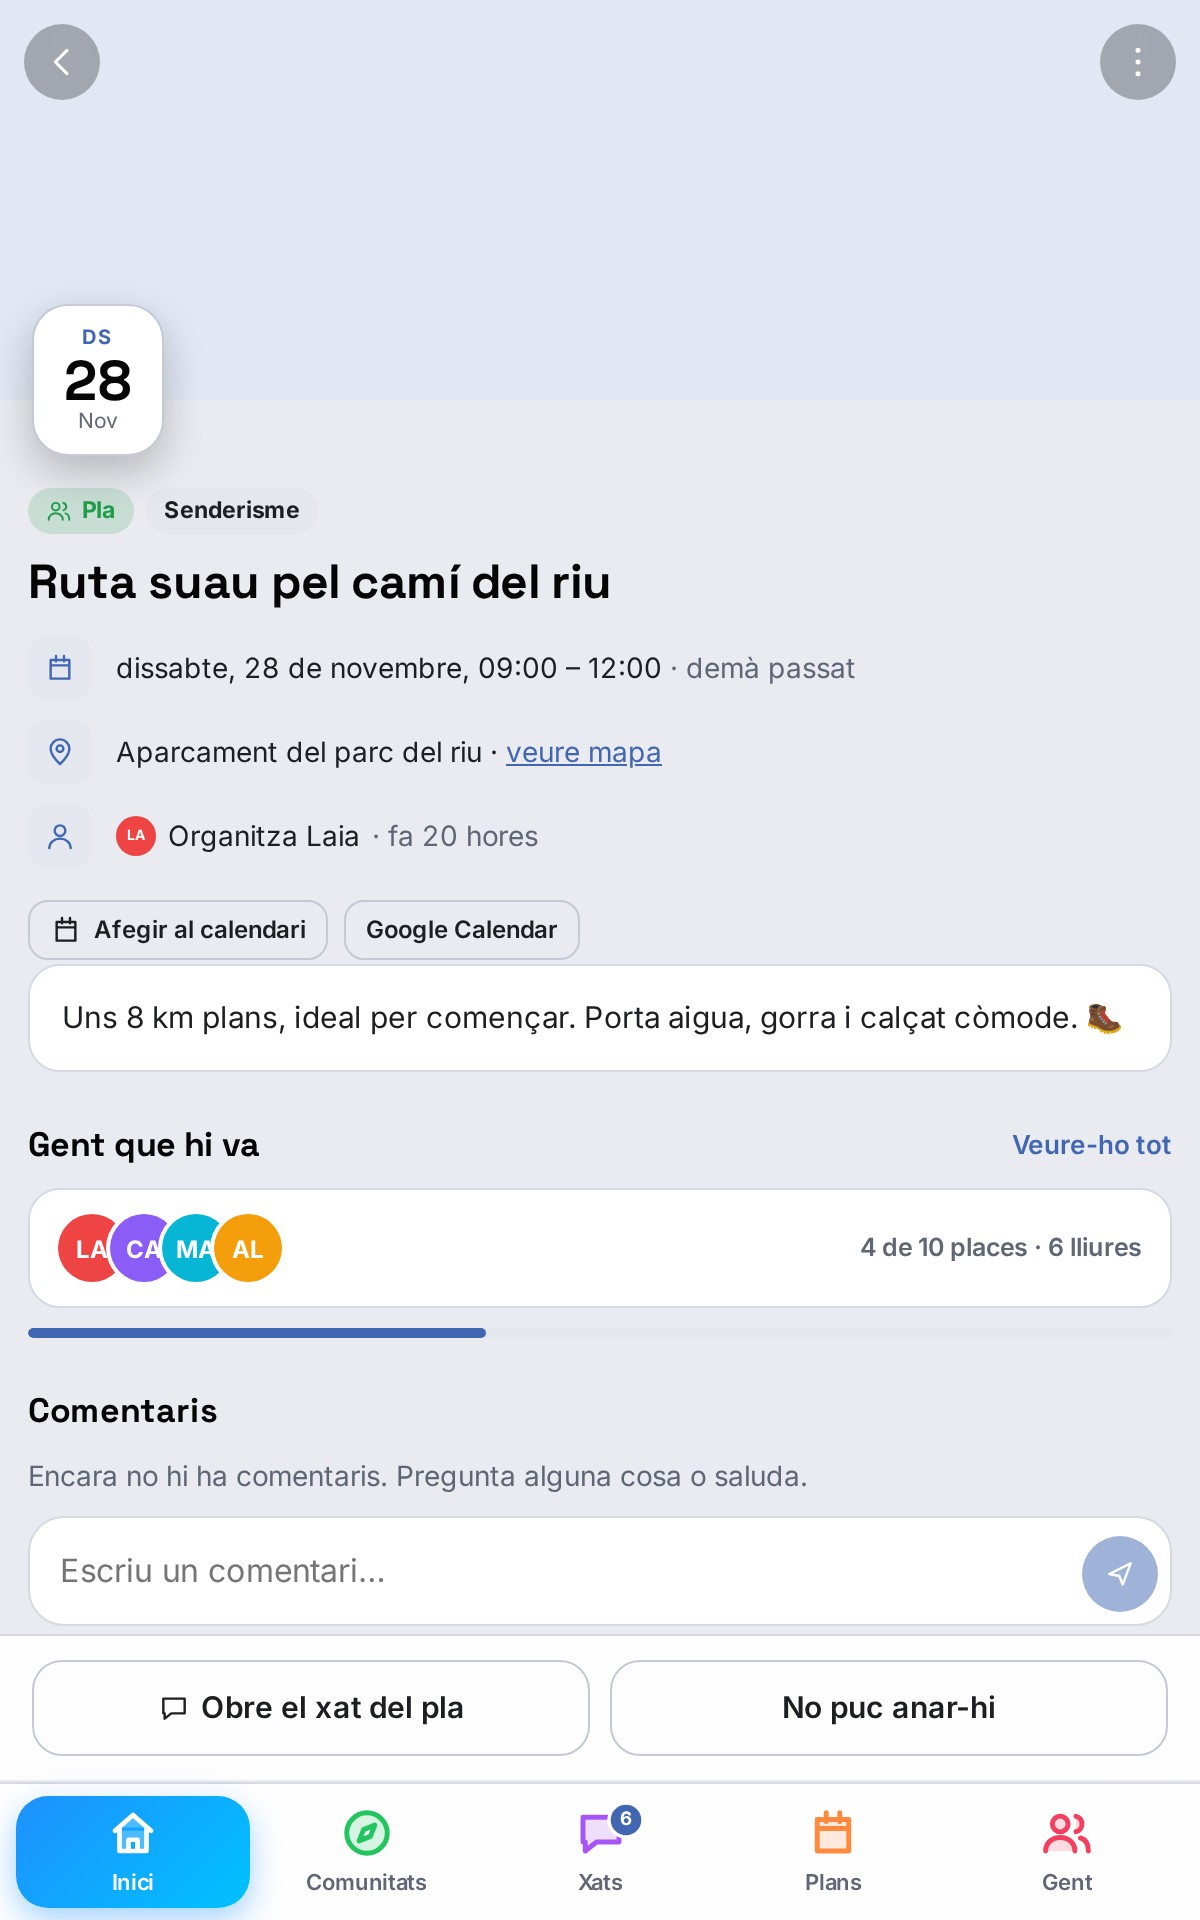 DS
28
Nov
Pla
Senderisme
Ruta suau pel camí del riu
dissabte, 28 de novembre, 09:00 – 12:00 · demà passat
Aparcament del parc del riu · veure mapa
LA Organitza Laia · fa 20 hores
Afegir al calendari
Google Calendar
Uns 8 km plans, ideal per començar. Porta aigua, gorra i calçat còmode. 🥾
Gent que hi va
Veure-ho tot
LA CA MA AL
4 de 10 places · 6 lliures
Comentaris
Encara no hi ha comentaris. Pregunta alguna cosa o saluda.
Escriu un comentari...
Obre el xat del pla
No puc anar-hi
Inici
Comunitats
6
Xats
Plans
Gent